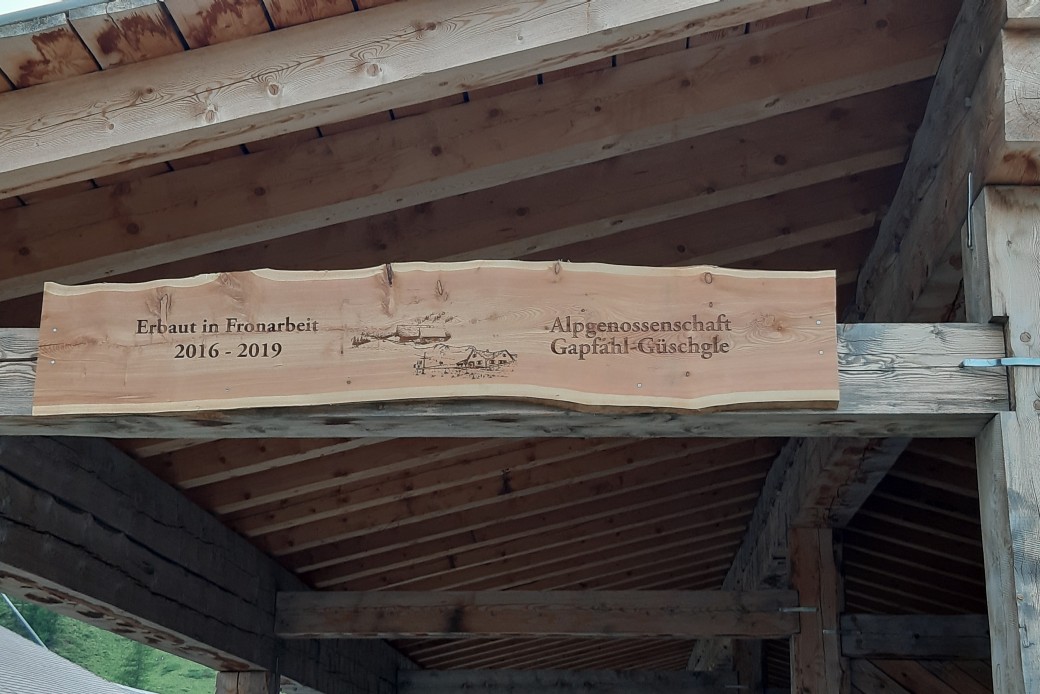 Erbaut in Fronarbeit
2016 - 2019
Alpgenossenschaft
Gapfahl-Güschgle